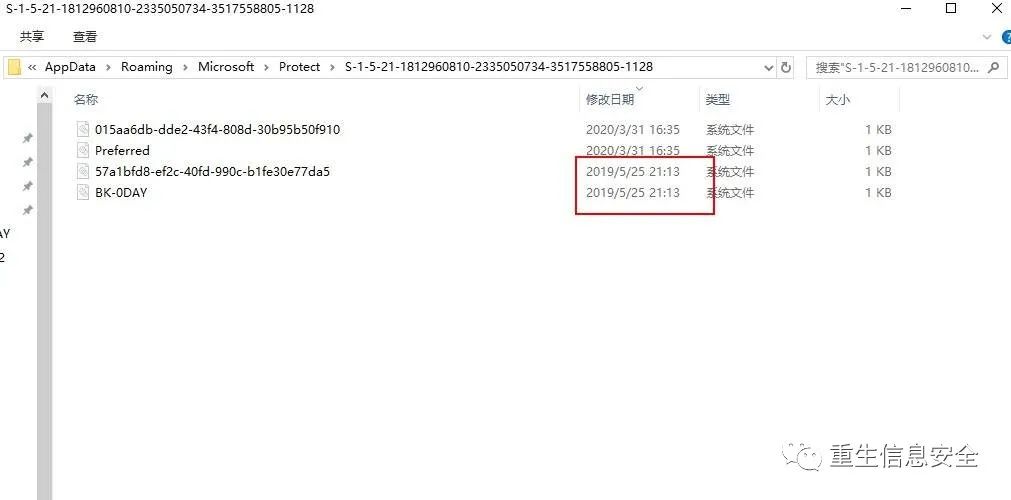 S-1-5-21-1812960810-2335050734-3517558805-1128
共享 查看
« AppData > Roaming > Microsoft > Protect > S-1-5-21-1812960810-2335050734-3517558805-1128
搜索"S-1-5-21-1812960810...
名称 修改日期 类型 大小
015aa6db-dde2-43f4-808d-30b95b50f910 2020/3/31 16:35 系统文件 1 KB
Preferred 2020/3/31 16:35 系统文件 1 KB
57a1bfd8-ef2c-40fd-990c-b1fe30e77da5 2019/5/25 21:13 系统文件 1 KB
BK-0DAY 2019/5/25 21:13 系统文件 1 KB
AY
2
重生信息安全